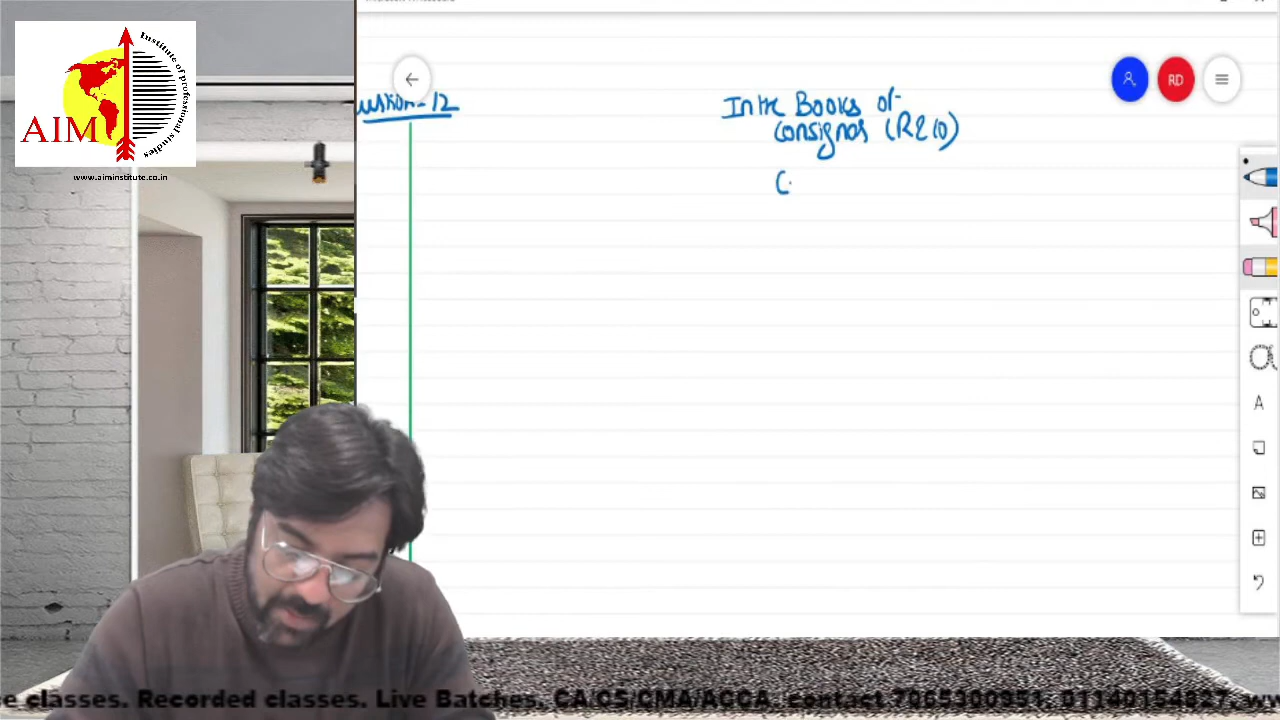 Institute of professional studies
AIM
www.aiminstitute.co.in
uestion-12
In the Books of
Consignor (R & Co)
C
RD
A
e classes. Recorded classes. Live Batches. CA/CS/CMA/ACCA. contact 7065300951, 01140154827. ww